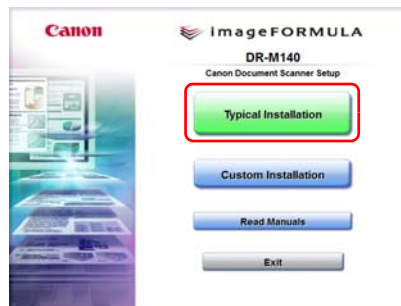 Canon
imageFORMULA
DR-M140
Canon Document Scanner Setup
Typical Installation
Custom Installation
Read Manuals
Exit